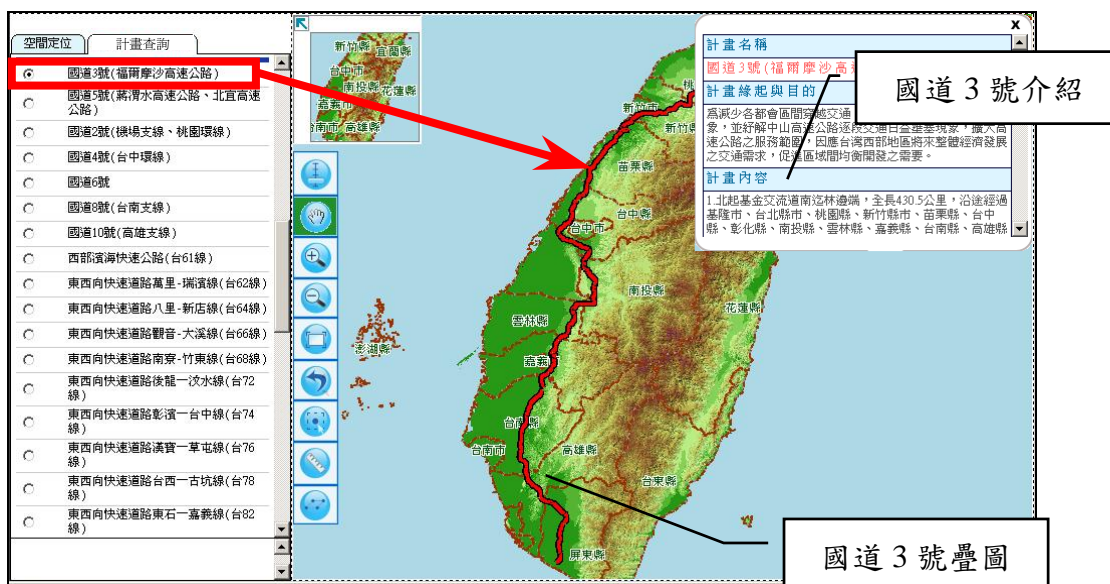 空間定位
計畫查詢
國道3號(福爾摩沙高速公路)
國道5號(蔣渭水高速公路、北宜高速
公路)
國道2號(機場支線、桃園環線)
國道4號(台中環線)
國道6號
國道8號(台南支線)
國道10號(高雄支線)
西部濱海快速公路(台61線)
東西向快速道路萬里-瑞濱線(台62線)
東西向快速道路八里-新店線(台64線)
東西向快速道路觀音-大溪線(台66線)
東西向快速道路南寮-竹東線(台68線)
東西向快速道路後龍一汶水線(台72
線)
東西向快速道路彰濱一台中線(台74
線)
東西向快速道路漢寶一草屯線(台76
線)
東西向快速道路台西一古坑線(台78
線)
東西向快速道路東石一嘉義線(台82
線)
新竹縣
宜蘭縣
台中市
南投縣
花蓮縣
嘉義市
台南市
高雄縣
桃
新竹市
新竹縣
苗栗縣
台中縣
台中市
南投縣
花蓮縣
雲林縣
澎湖縣
嘉義
台南縣
台南市
高雄縣
台東縣
屏東縣
x
計畫名稱
國道3號(福爾摩沙高
計畫緣起與目的
爲減少各都會區間穿越交通
象，並紓解中山高速公路逐段交通日益壅塞現象，擴大高
速公路之服務範圍，因應台灣西部地區將來整體經濟發展
之交通需求，促進區域間均衡開發之需要。
計畫內容
1.北起基金交流道南迄林邊端，全長430.5公里，沿途經過
基隆市、台北縣市、桃園縣、新竹縣市、苗栗縣、台中
縣、彰化縣、南投縣、雲林縣、嘉義縣、台南縣、高雄縣
國道 3 號介紹
國道 3 號疊圖